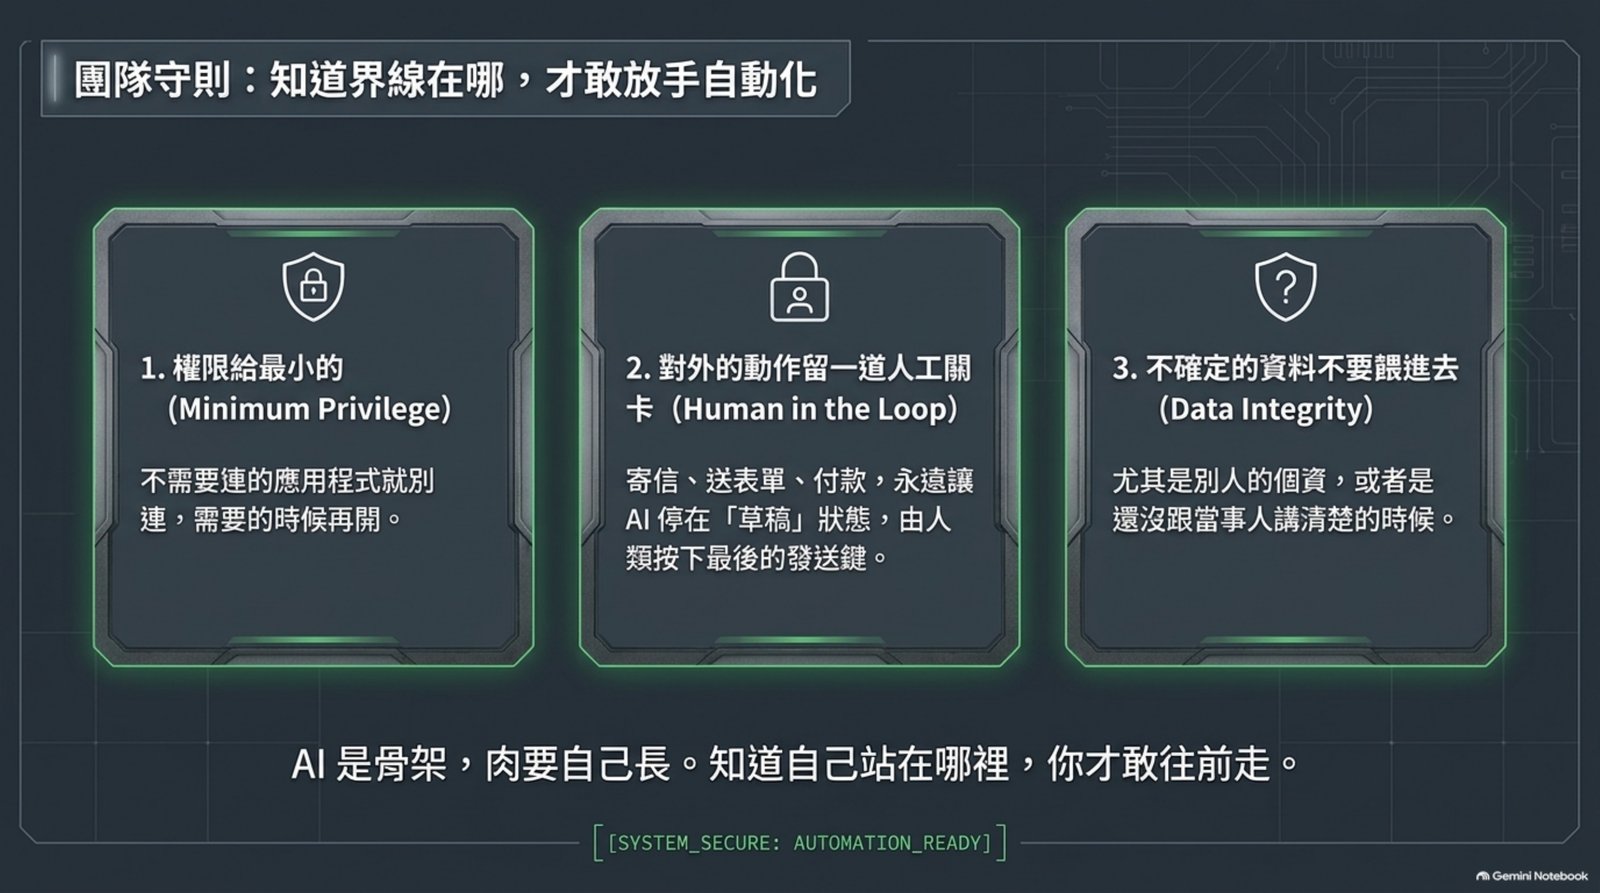 團隊守則：知道界線在哪，才敢放手自動化
1. 權限給最小的
（Minimum Privilege）
不需要連的應用程式就別
連，需要的時候再開。
2. 對外的動作留一道人工關
卡（Human in the Loop）
寄信、送表單、付款，永遠讓
AI 停在「草稿」狀態，由人
類按下最後的發送鍵。
3. 不確定的資料不要餵進去
（Data Integrity）
尤其是別人的個資，或者是
還沒跟當事人講清楚的時候。
AI 是骨架，肉要自己長。知道自己站在哪裡，你才敢往前走。
[SYSTEM_SECURE: AUTOMATION_READY]
Gemini Notebook